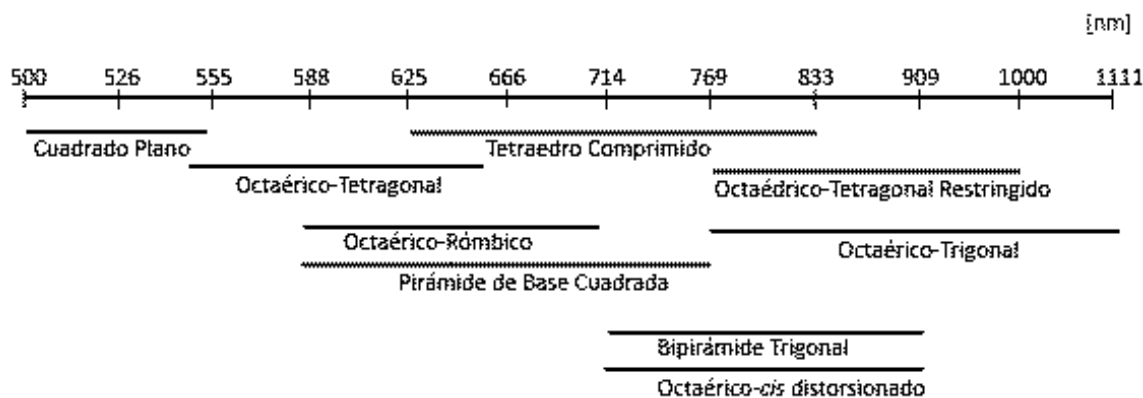 [nm]
500 526 555 588 625 666 714 769 833 909 1000 1111
Cuadrado Plano
Tetraedro Comprimido
Octaérico-Tetragonal
Octaédrico-Tetragonal Restringido
Octaérico-Rómbico
Octaérico-Trigonal
Pirámide de Base Cuadrada
Bipirámide Trigonal
Octaérico-cis distorsionado